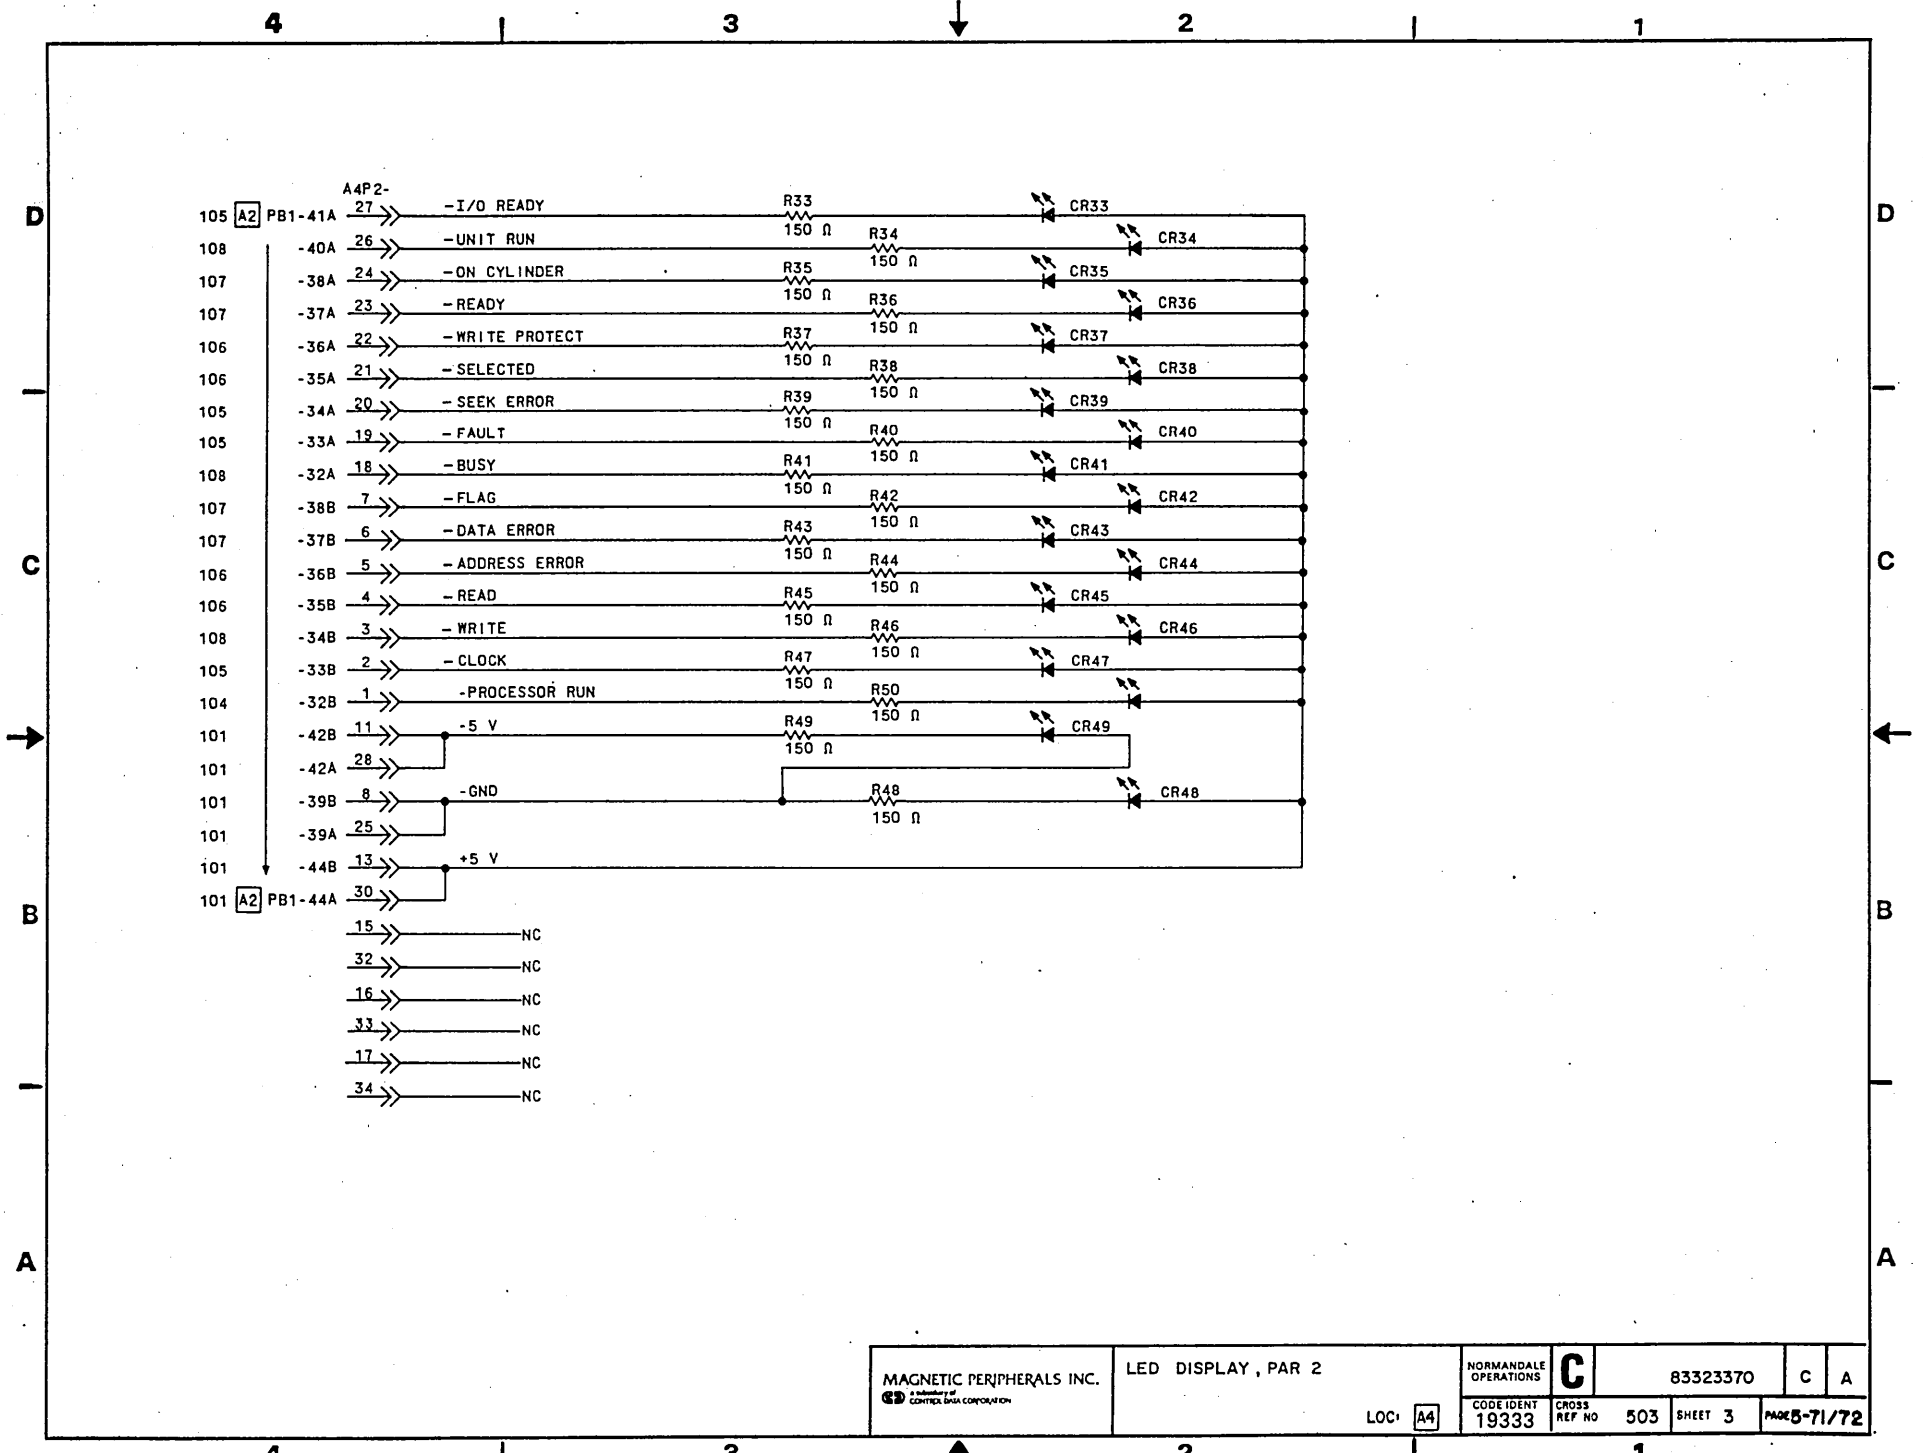 4 3 2 1
A4P2-
D 105 A2 PB1-41A 27 -I/O READY R33 150 Ω CR33 D
108 -40A 26 -UNIT RUN R34 150 Ω CR34
107 -38A 24 -ON CYLINDER R35 150 Ω CR35
107 -37A 23 -READY R36 150 Ω CR36
106 -36A 22 -WRITE PROTECT R37 150 Ω CR37
106 -35A 21 -SELECTED R38 150 Ω CR38
105 -34A 20 -SEEK ERROR R39 150 Ω CR39
105 -33A 19 -FAULT R40 150 Ω CR40
108 -32A 18 -BUSY R41 150 Ω CR41
107 -38B 7 -FLAG R42 150 Ω CR42
107 -37B 6 -DATA ERROR R43 150 Ω CR43
C 106 -36B 5 -ADDRESS ERROR R44 150 Ω CR44 C
106 -35B 4 -READ R45 150 Ω CR45
108 -34B 3 -WRITE R46 150 Ω CR46
105 -33B 2 -CLOCK R47 150 Ω CR47
104 -32B 1 -PROCESSOR RUN R50 150 Ω
101 -42B 11 -5 V R49 150 Ω CR49
101 -42A 28
101 -39B 8 -GND R48 150 Ω CR48
101 -39A 25
101 -44B 13 +5 V
101 A2 PB1-44A 30
B B
15 NC
32 NC
16 NC
33 NC
17 NC
34 NC
A A
MAGNETIC PERIPHERALS INC.
a subsidiary of
CONTROL DATA CORPORATION
LED DISPLAY, PAR 2
LOC: A4
NORMANDALE OPERATIONS C 83323370 C A
CODE IDENT 19333 CROSS REF NO 503 SHEET 3 PAGE 5-71/72
4 3 2 1